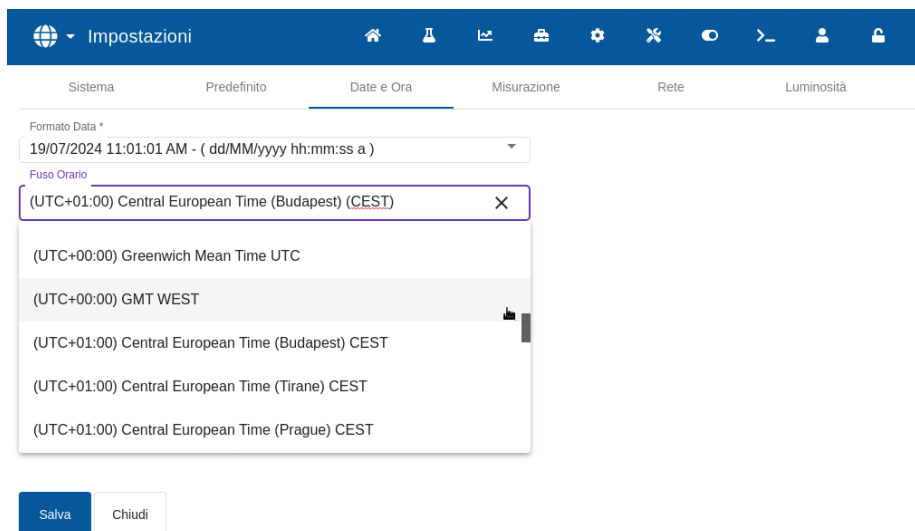 Impostazioni
Sistema Predefinito Date e Ora Misurazione Rete Luminosità
Formato Data *
19/07/2024 11:01:01 AM - ( dd/MM/yyyy hh:mm:ss a )
Fuso Orario
(UTC+01:00) Central European Time (Budapest) (CEST)
(UTC+00:00) Greenwich Mean Time UTC
(UTC+00:00) GMT WEST
(UTC+01:00) Central European Time (Budapest) CEST
(UTC+01:00) Central European Time (Tirane) CEST
(UTC+01:00) Central European Time (Prague) CEST
Salva Chiudi